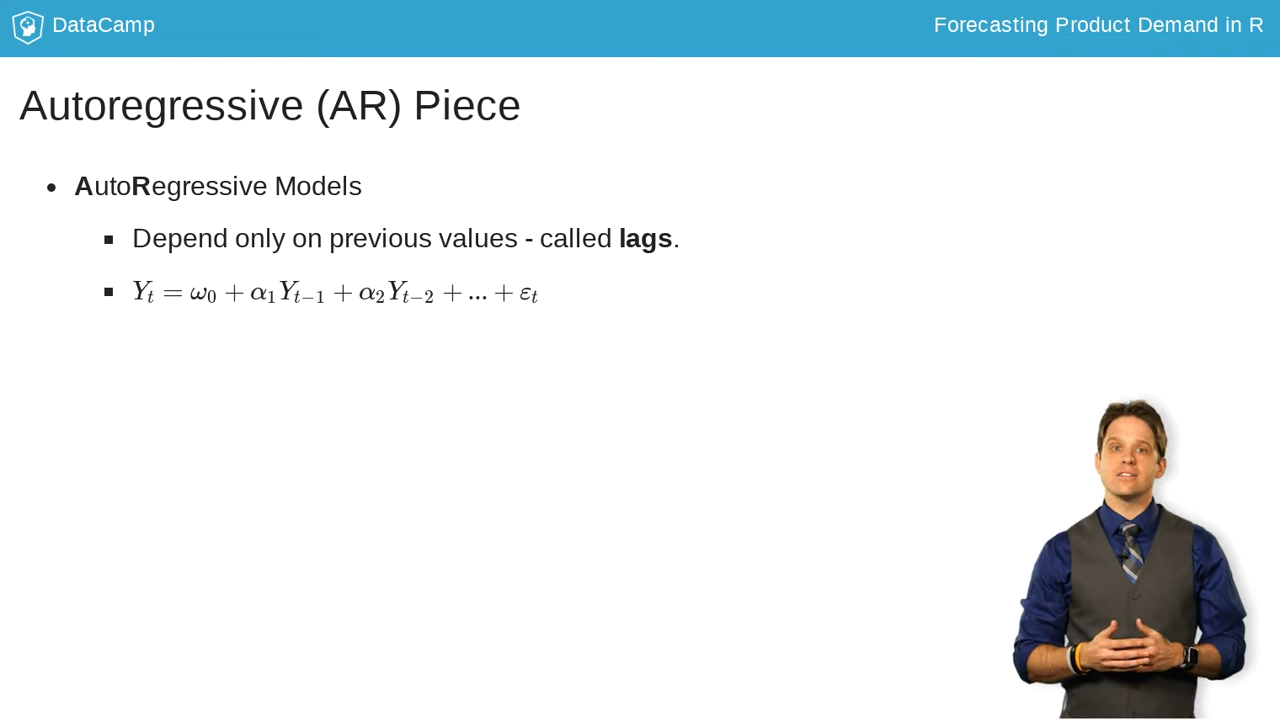 DataCamp
Forecasting Product Demand in R
Autoregressive (AR) Piece
AutoRegressive Models
Depend only on previous values - called lags.
Yₜ = ω₀ + α₁Yₜ₋₁ + α₂Yₜ₋₂ + ... + εₜ